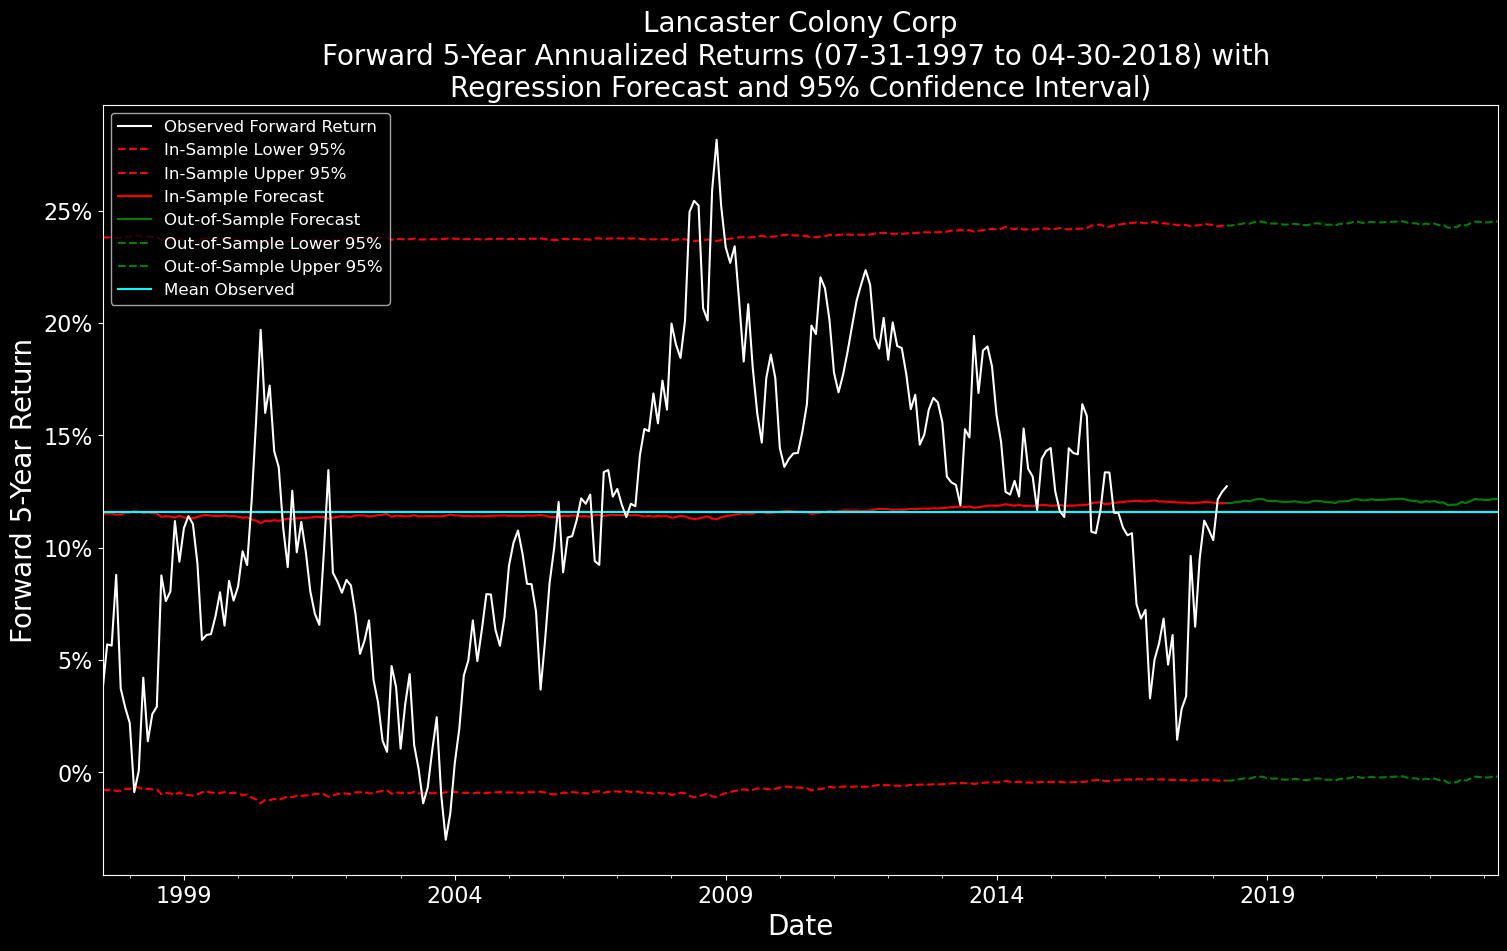 Lancaster Colony Corp
Forward 5-Year Annualized Returns (07-31-1997 to 04-30-2018) with
Regression Forecast and 95% Confidence Interval)
Observed Forward Return
In-Sample Lower 95%
In-Sample Upper 95%
In-Sample Forecast
Out-of-Sample Forecast
Out-of-Sample Lower 95%
Out-of-Sample Upper 95%
Mean Observed
Forward 5-Year Return
25%
20%
15%
10%
5%
0%
1999
2004
2009
2014
2019
Date